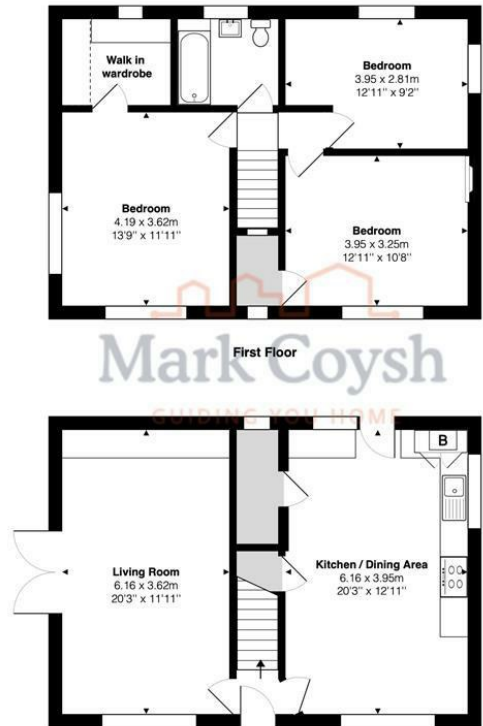 Walk in
wardrobe
Bedroom
3.95 x 2.81m
12'11" x 9'2"
Bedroom
4.19 x 3.62m
13'9" x 11'11"
Bedroom
3.95 x 3.25m
12'11" x 10'8"
First Floor
Mark Coysh
GUIDING YOU HOME
B
Living Room
6.16 x 3.62m
20'3" x 11'11"
Kitchen / Dining Area
6.16 x 3.95m
20'3" x 12'11"